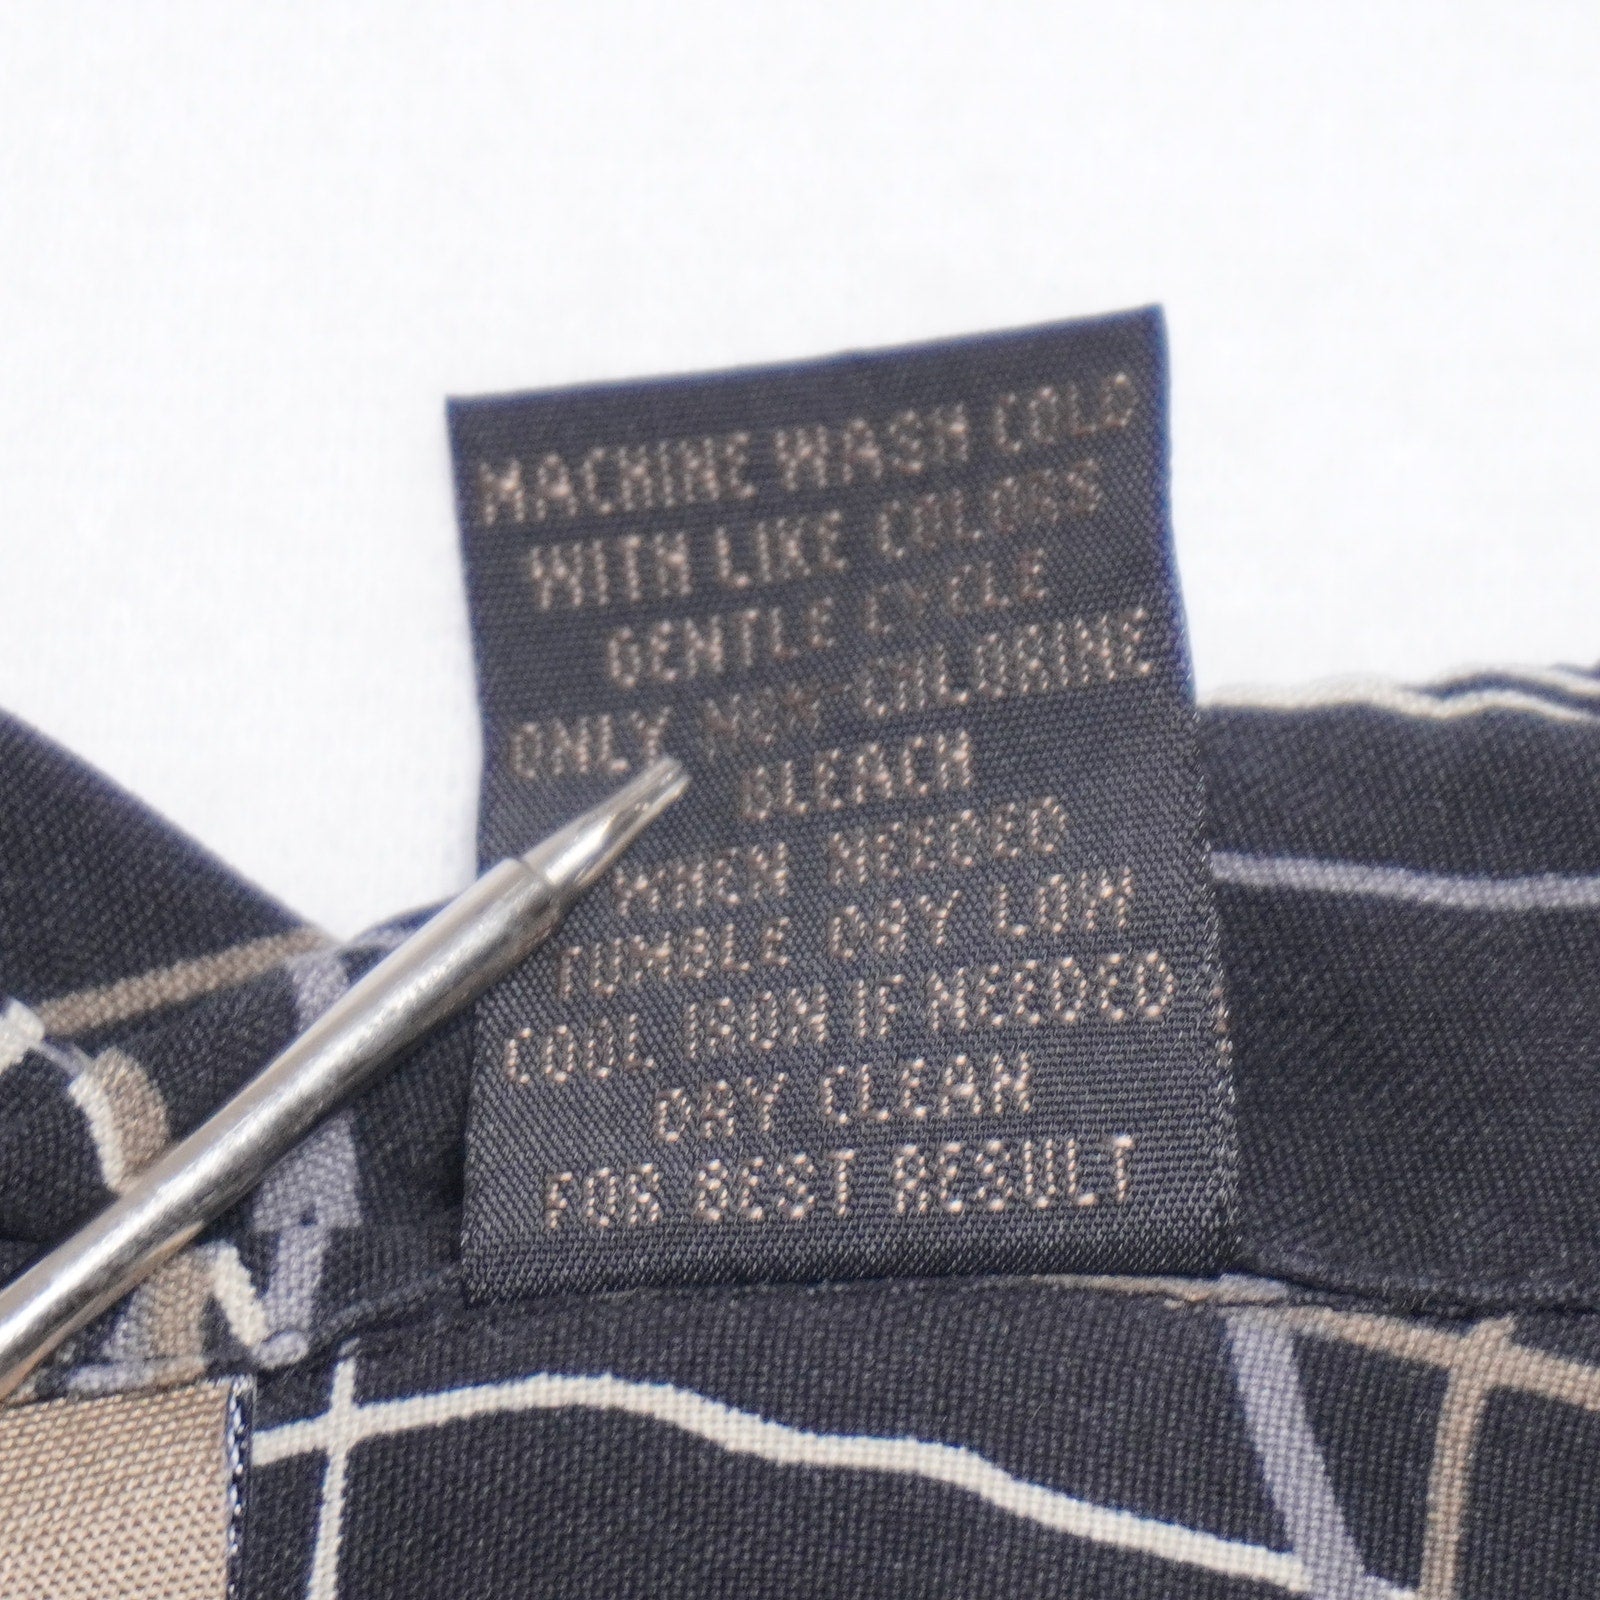 MACHINE WASH COLD
WITH LIKE COLORS
GENTLE CYCLE
ONLY NON CHLORINE
BLEACH
WHEN NEEDED
TUMBLE DRY LOW
COOL IRON IF NEEDED
DRY CLEAN
FOR BEST RESULT